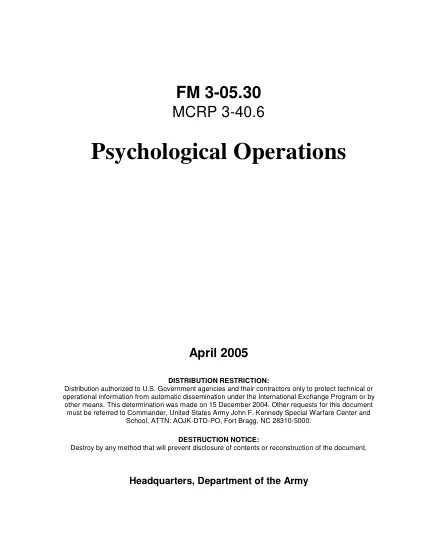 FM 3-05.30
MCRP 3-40.6
Psychological Operations
April 2005
DISTRIBUTION RESTRICTION:
Distribution authorized to U.S. Government agencies and their contractors only to protect technical or
operational information from automatic dissemination under the International Exchange Program or by
other means. This determination was made on 15 December 2004. Other requests for this document
must be referred to Commander, United States Army John F. Kennedy Special Warfare Center and
School, ATTN: AOJK-DTD-PO, Fort Bragg, NC 28310-5000.
DESTRUCTION NOTICE:
Destroy by any method that will prevent disclosure of contents or reconstruction of the document.
Headquarters, Department of the Army